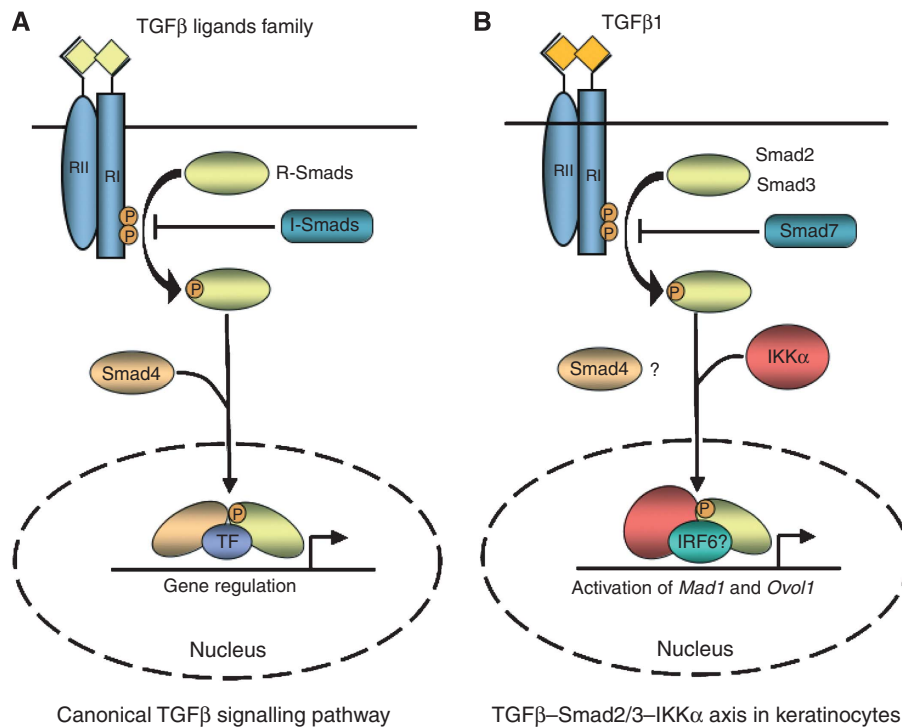 A
TGFβ ligands family
RII
RI
P
P
R-Smads
I-Smads
P
Smad4
P
TF
Gene regulation
Nucleus
Canonical TGFβ signalling pathway
B
TGFβ1
RII
RI
P
P
Smad2
Smad3
Smad7
P
Smad4 ?
IKKα
P
IRF6?
Activation of Mad1 and Ovol1
Nucleus
TGFβ–Smad2/3–IKKα axis in keratinocytes